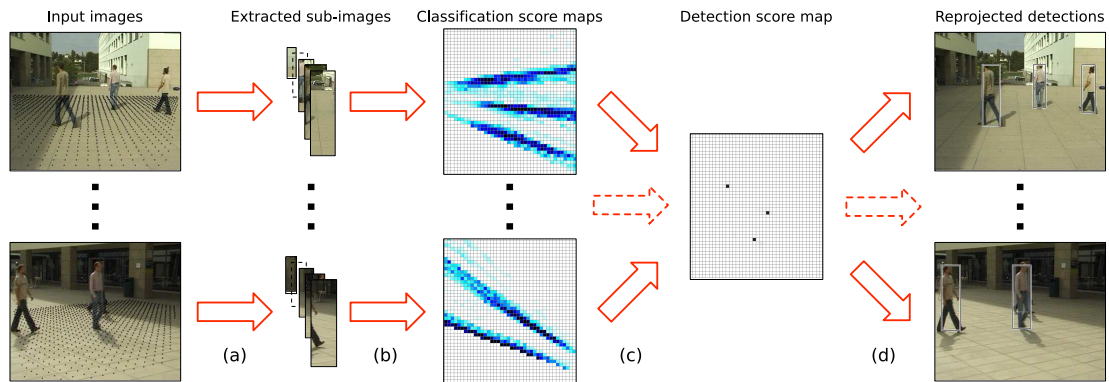 Input images
Extracted sub-images
Classification score maps
Detection score map
Reprojected detections
(a)
(b)
(c)
(d)